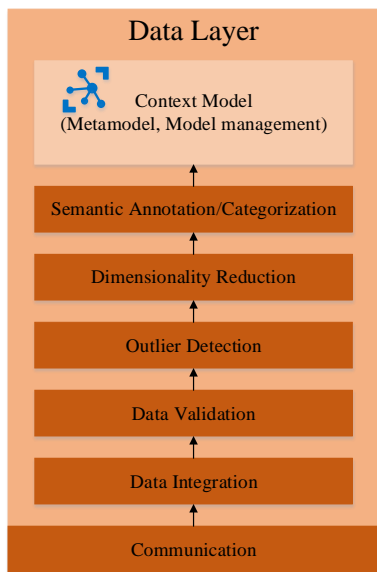 Data Layer
Context Model
(Metamodel, Model management)
Semantic Annotation/Categorization
Dimensionality Reduction
Outlier Detection
Data Validation
Data Integration
Communication